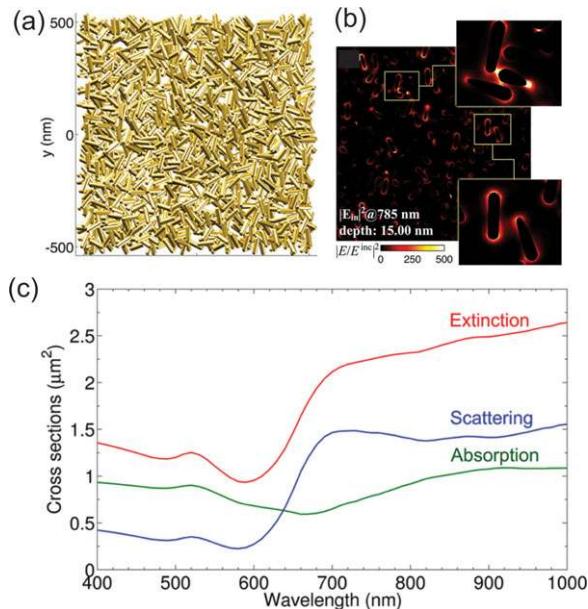 (a)
500
y (nm)
0
-500
(b)
|E_in|²@785 nm
depth: 15.00 nm
|E/E^inc|²
0 250 500
(c)
3
2.5
2
1.5
1
0.5
0
Cross sections (μm²)
Extinction
Scattering
Absorption
400 500 600 700 800 900 1000
Wavelength (nm)